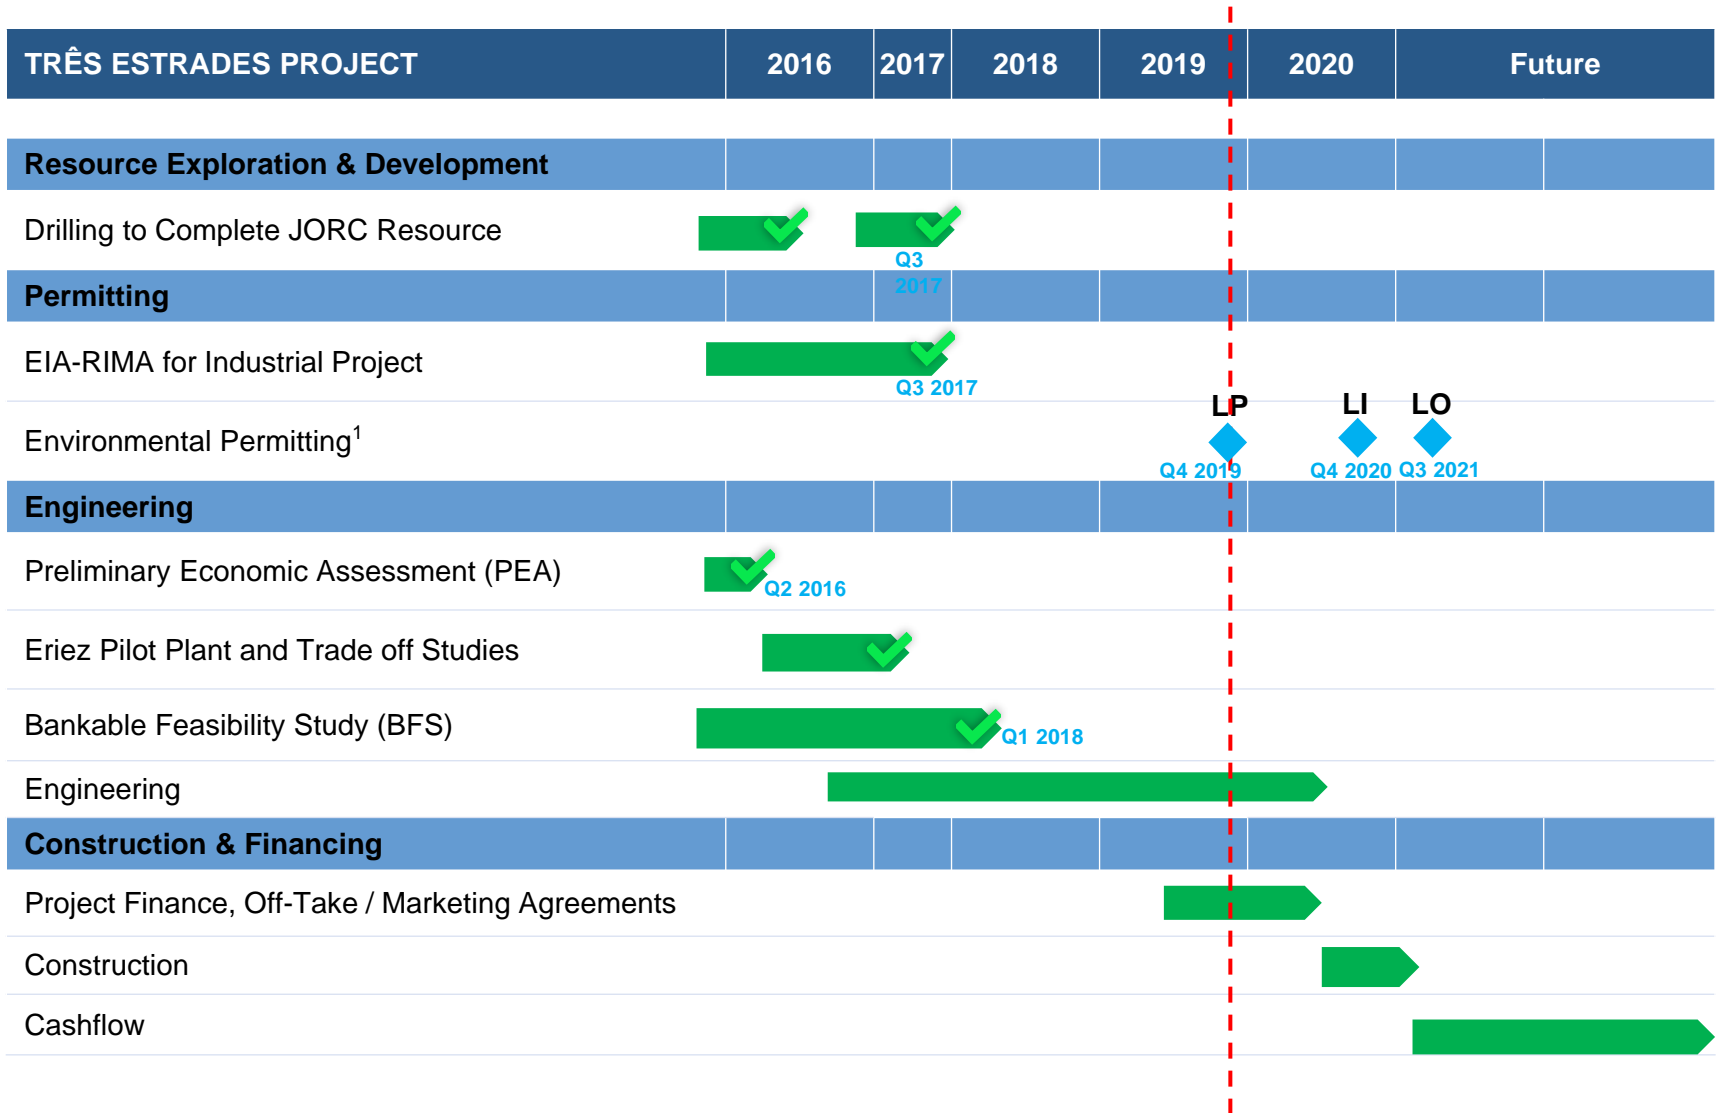 TRÊS ESTRADES PROJECT 2016 2017 2018 2019 2020 Future
Resource Exploration & Development
Drilling to Complete JORC Resource
Q3
2017
Permitting
EIA-RIMA for Industrial Project
Q3 2017
LP LI LO
Environmental Permitting1
Q4 2019 Q4 2020 Q3 2021
Engineering
Preliminary Economic Assessment (PEA)
Q2 2016
Eriez Pilot Plant and Trade off Studies
Bankable Feasibility Study (BFS)
Q1 2018
Engineering
Construction & Financing
Project Finance, Off-Take / Marketing Agreements
Construction
Cashflow